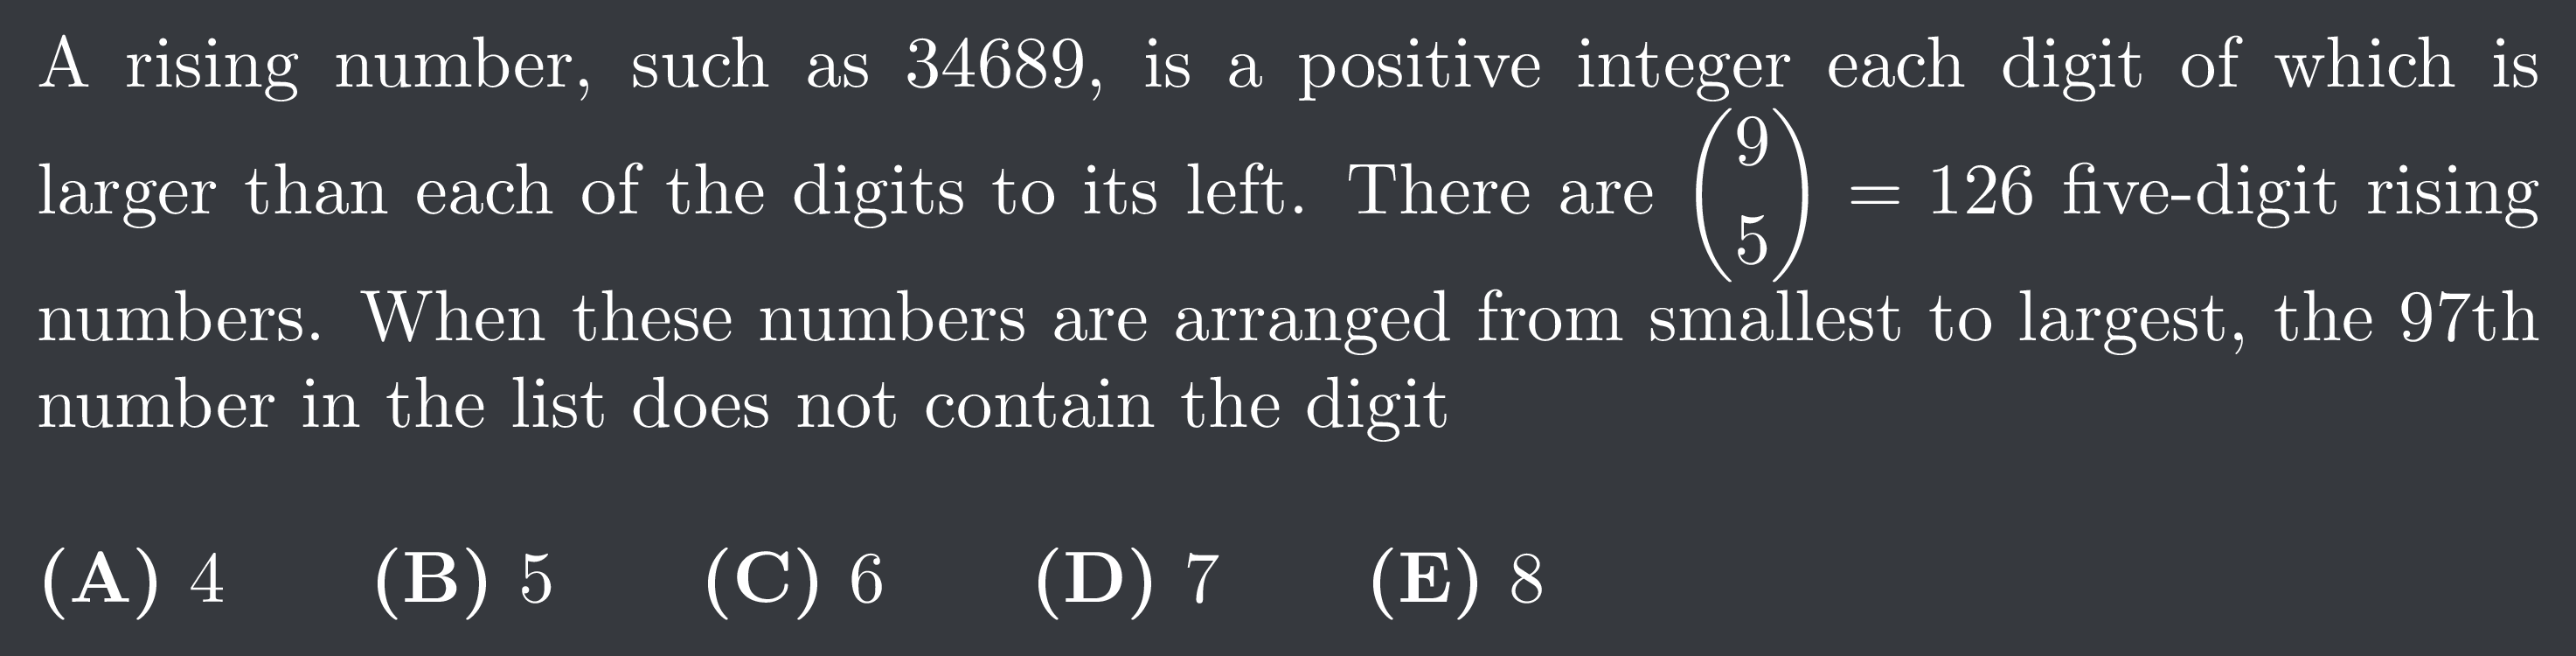 A rising number, such as 34689, is a positive integer each digit of which is
larger than each of the digits to its left. There are \binom{9}{5} = 126 five-digit rising
numbers. When these numbers are arranged from smallest to largest, the 97th
number in the list does not contain the digit
(A) 4 (B) 5 (C) 6 (D) 7 (E) 8